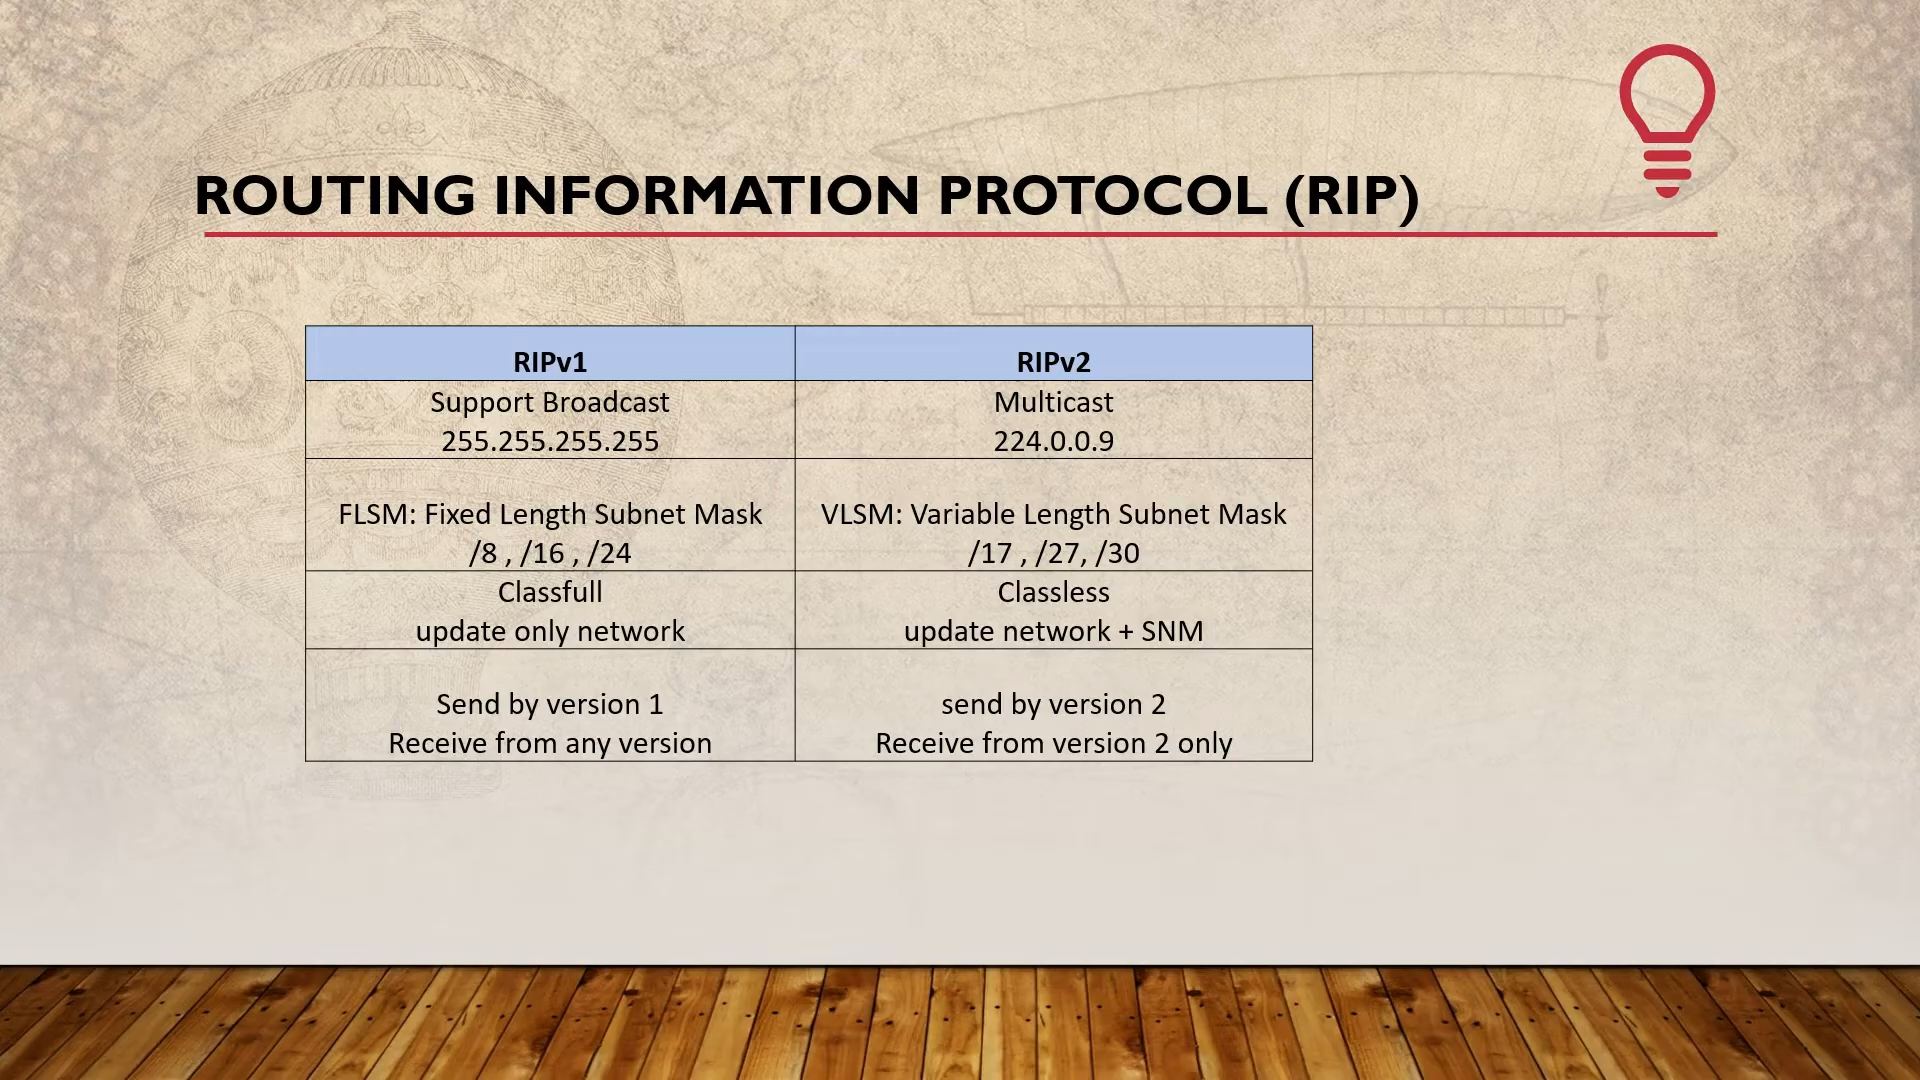 ROUTING INFORMATION PROTOCOL (RIP)
RIPv1
RIPv2
Support Broadcast
255.255.255.255
Multicast
224.0.0.9
FLSM: Fixed Length Subnet Mask
/8 , /16 , /24
VLSM: Variable Length Subnet Mask
/17 , /27, /30
Classfull
update only network
Classless
update network + SNM
Send by version 1
Receive from any version
send by version 2
Receive from version 2 only